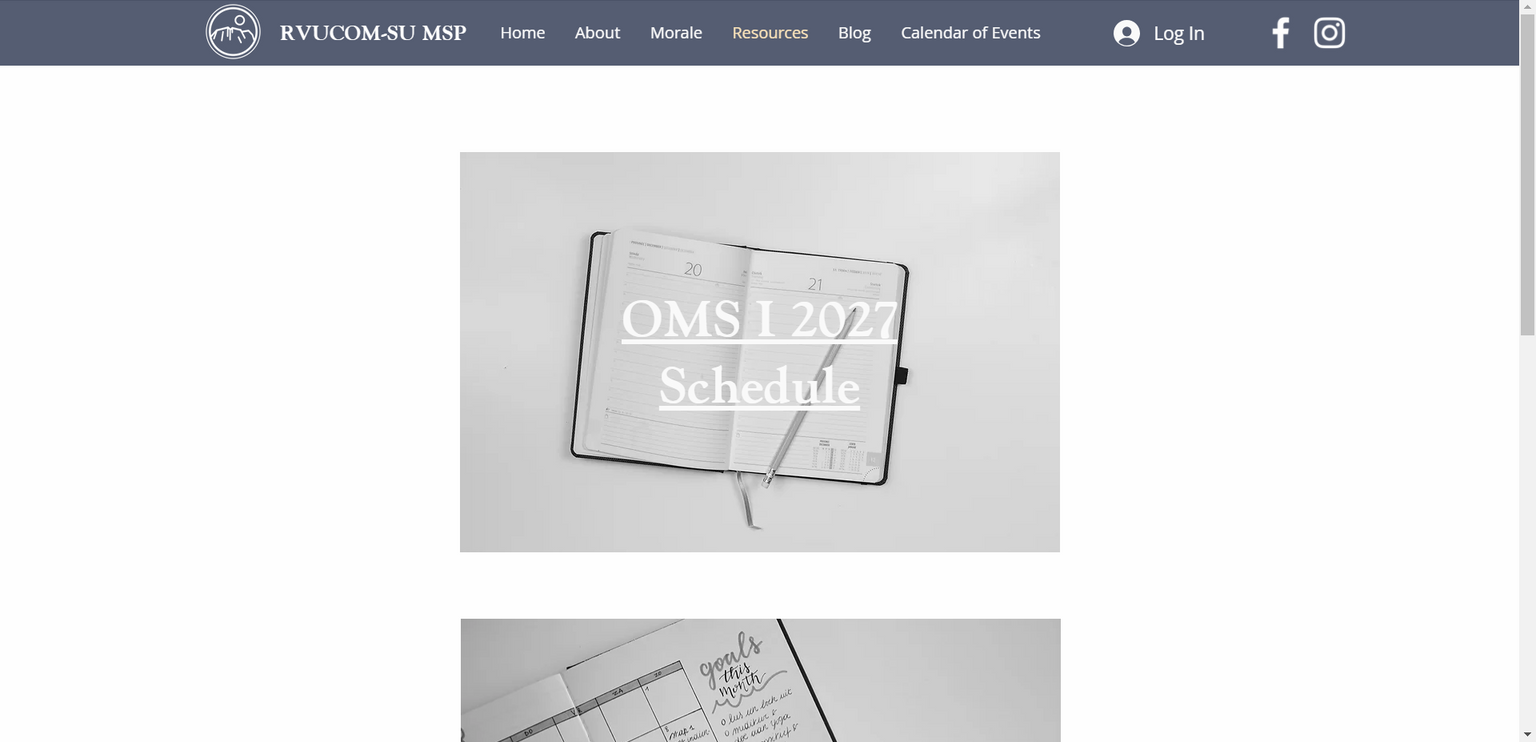 RVUCOM-SU MSP
Home
About
Morale
Resources
Blog
Calendar of Events
Log In
20
21
OMS I 2027
Schedule
goals
this
month